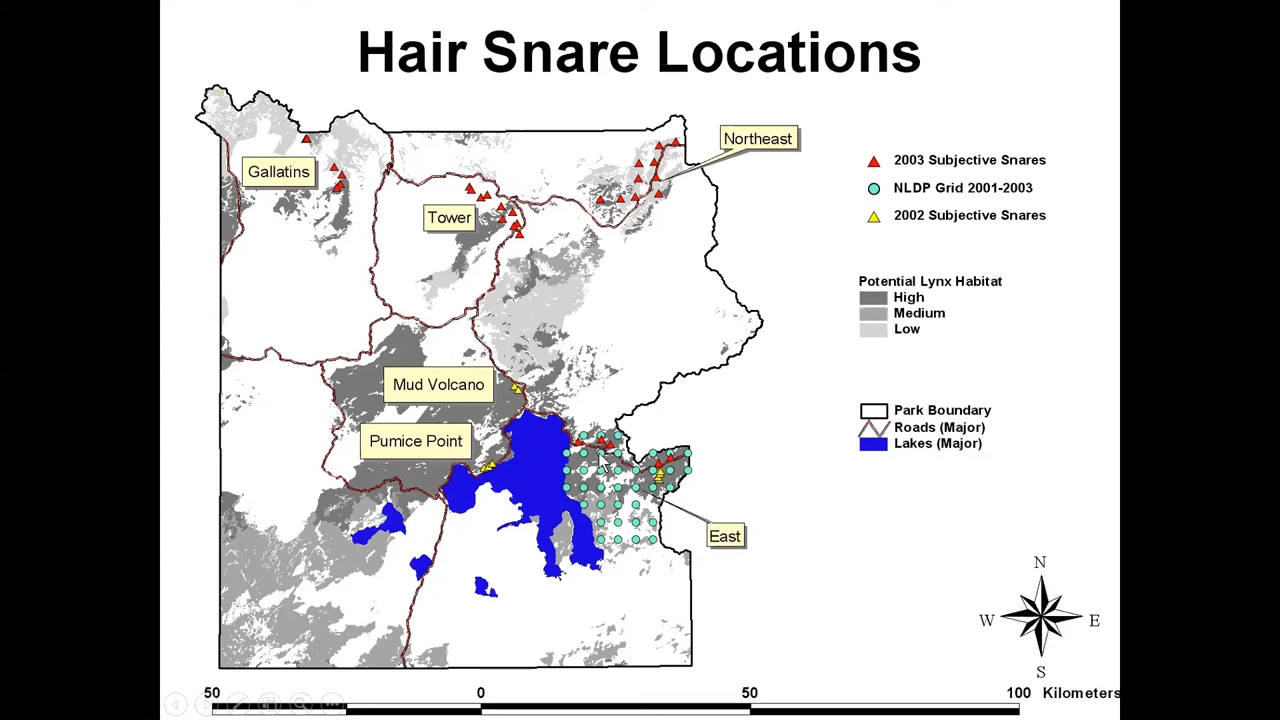 Hair Snare Locations
Northeast
Gallatins
Tower
Mud Volcano
Pumice Point
East
2003 Subjective Snares
NLDP Grid 2001-2003
2002 Subjective Snares
Potential Lynx Habitat
High
Medium
Low
Park Boundary
Roads (Major)
Lakes (Major)
N
W E
S
50 0 50 100 Kilometers